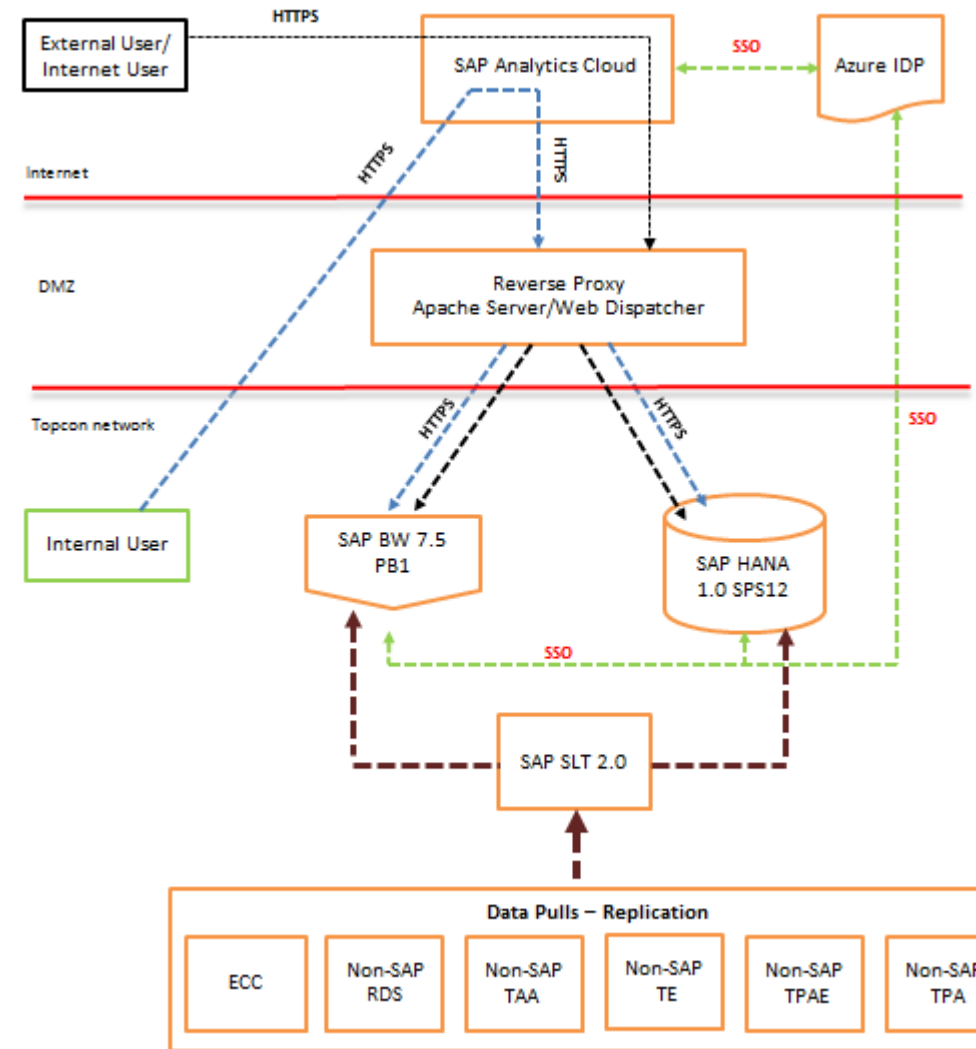 HTTPS
External User/
Internet User
SAP Analytics Cloud
SSO
Azure IDP
HTTPS
HTTPS
Internet
DMZ
Reverse Proxy
Apache Server/Web Dispatcher
Topcon network
HTTPS
HTTPS
SSO
Internal User
SAP BW 7.5
PB1
SAP HANA
1.0 SPS12
SSO
SAP SLT 2.0
Data Pulls – Replication
ECC
Non-SAP
RDS
Non-SAP
TAA
Non-SAP
TE
Non-SAP
TPAE
Non-SAP
TPA